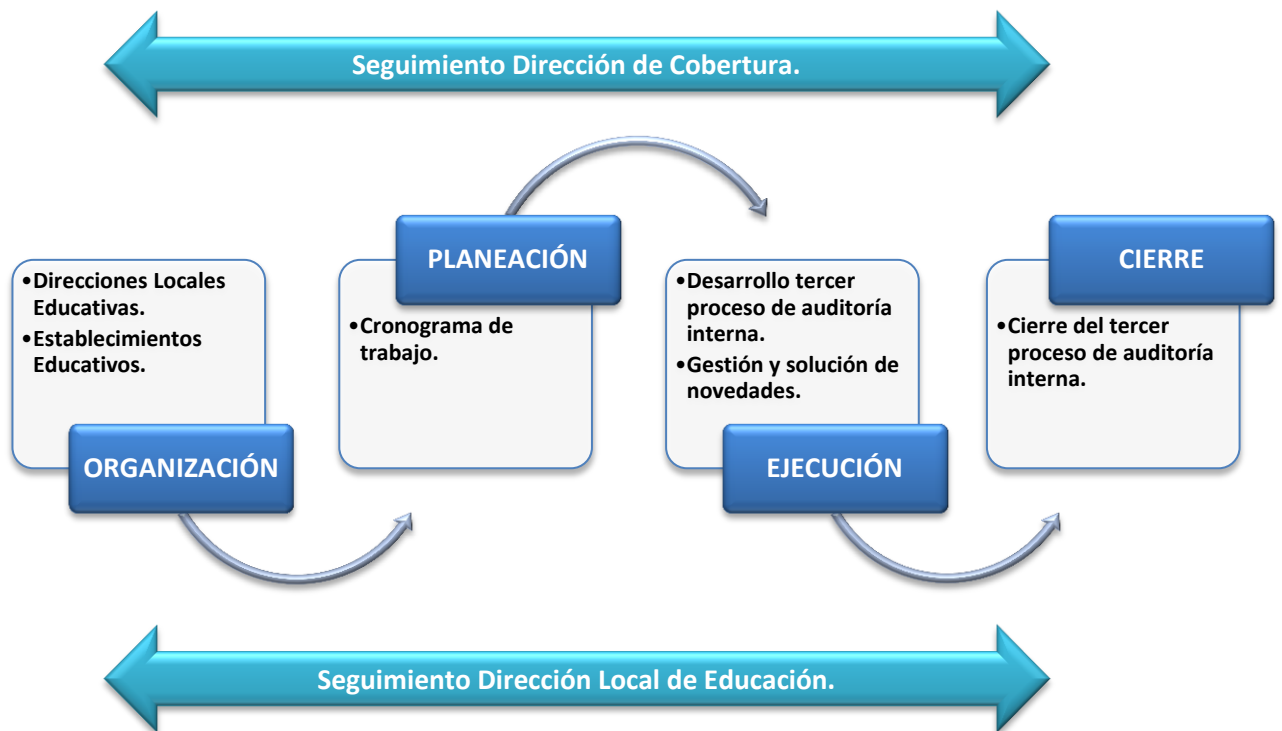 Seguimiento Dirección de Cobertura.
•Direcciones Locales
Educativas.
•Establecimientos
Educativos.
ORGANIZACIÓN
PLANEACIÓN
•Cronograma de
trabajo.
•Desarrollo tercer
proceso de auditoría
interna.
•Gestión y solución de
novedades.
EJECUCIÓN
CIERRE
•Cierre del tercer
proceso de auditoría
interna.
Seguimiento Dirección Local de Educación.